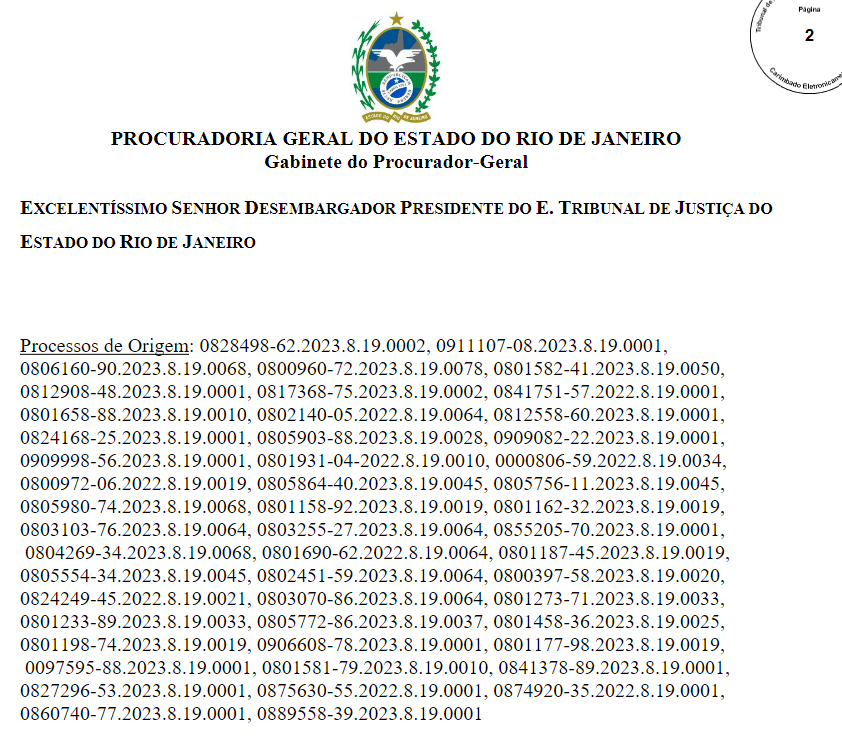 Página
2
Tribunal de
Carimbado Eletronicame
ESTADO DO RIO DE JANEIRO
PROCURADORIA GERAL DO ESTADO DO RIO DE JANEIRO
Gabinete do Procurador-Geral
EXCELENTÍSSIMO SENHOR DESEMBARGADOR PRESIDENTE DO E. TRIBUNAL DE JUSTIÇA DO
ESTADO DO RIO DE JANEIRO
Processos de Origem: 0828498-62.2023.8.19.0002, 0911107-08.2023.8.19.0001,
0806160-90.2023.8.19.0068, 0800960-72.2023.8.19.0078, 0801582-41.2023.8.19.0050,
0812908-48.2023.8.19.0001, 0817368-75.2023.8.19.0002, 0841751-57.2022.8.19.0001,
0801658-88.2023.8.19.0010, 0802140-05.2022.8.19.0064, 0812558-60.2023.8.19.0001,
0824168-25.2023.8.19.0001, 0805903-88.2023.8.19.0028, 0909082-22.2023.8.19.0001,
0909998-56.2023.8.19.0001, 0801931-04-2022.8.19.0010, 0000806-59.2022.8.19.0034,
0800972-06.2022.8.19.0019, 0805864-40.2023.8.19.0045, 0805756-11.2023.8.19.0045,
0805980-74.2023.8.19.0068, 0801158-92.2023.8.19.0019, 0801162-32.2023.8.19.0019,
0803103-76.2023.8.19.0064, 0803255-27.2023.8.19.0064, 0855205-70.2023.8.19.0001,
0804269-34.2023.8.19.0068, 0801690-62.2022.8.19.0064, 0801187-45.2023.8.19.0019,
0805554-34.2023.8.19.0045, 0802451-59.2023.8.19.0064, 0800397-58.2023.8.19.0020,
0824249-45.2022.8.19.0021, 0803070-86.2023.8.19.0064, 0801273-71.2023.8.19.0033,
0801233-89.2023.8.19.0033, 0805772-86.2023.8.19.0037, 0801458-36.2023.8.19.0025,
0801198-74.2023.8.19.0019, 0906608-78.2023.8.19.0001, 0801177-98.2023.8.19.0019,
0097595-88.2023.8.19.0001, 0801581-79.2023.8.19.0010, 0841378-89.2023.8.19.0001,
0827296-53.2023.8.19.0001, 0875630-55.2022.8.19.0001, 0874920-35.2022.8.19.0001,
0860740-77.2023.8.19.0001, 0889558-39.2023.8.19.0001